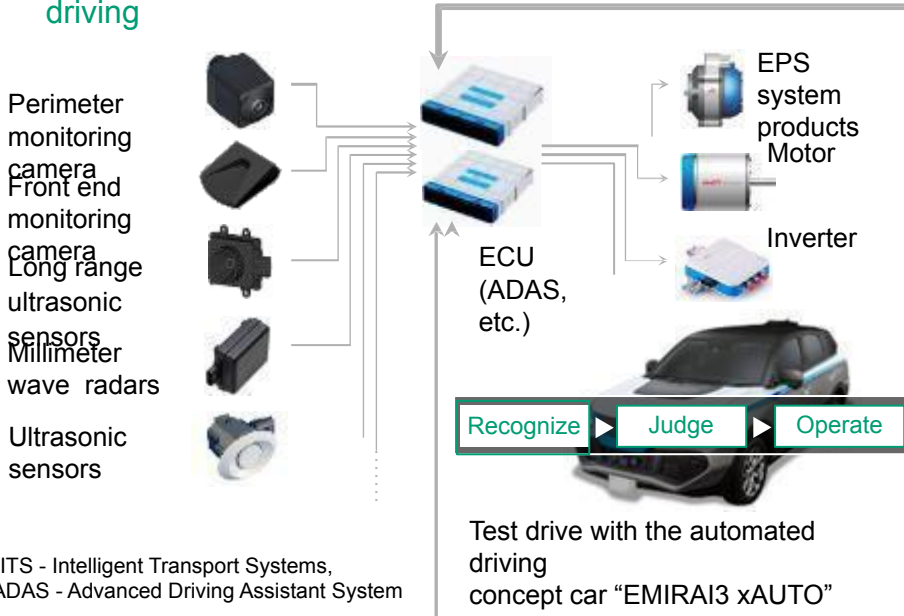 driving
Perimeter
monitoring
camera
Front end
monitoring
camera
Long range
ultrasonic
sensors
Millimeter
wave radars
Ultrasonic
sensors
ECU
(ADAS,
etc.)
EPS
system
products
Motor
Inverter
Recognize
Judge
Operate
Test drive with the automated
driving
concept car “EMIRAI3 xAUTO”
ITS - Intelligent Transport Systems,
ADAS - Advanced Driving Assistant System